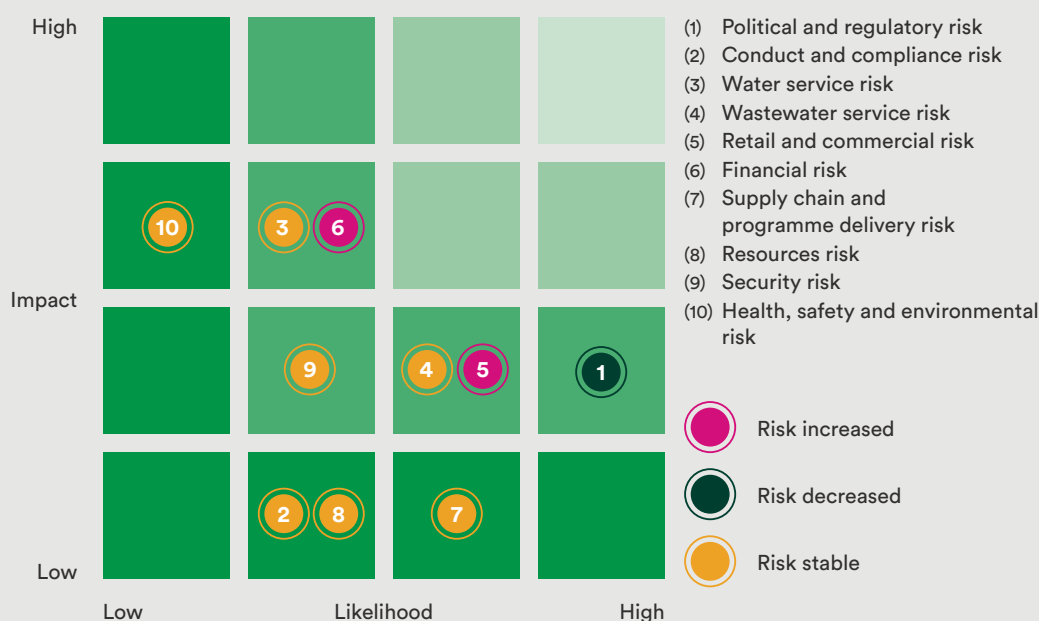 High
Impact
Low
Low
Likelihood
High
10
3
6
9
4
5
1
2
8
7
(1) Political and regulatory risk
(2) Conduct and compliance risk
(3) Water service risk
(4) Wastewater service risk
(5) Retail and commercial risk
(6) Financial risk
(7) Supply chain and
programme delivery risk
(8) Resources risk
(9) Security risk
(10) Health, safety and environmental
risk
Risk increased
Risk decreased
Risk stable